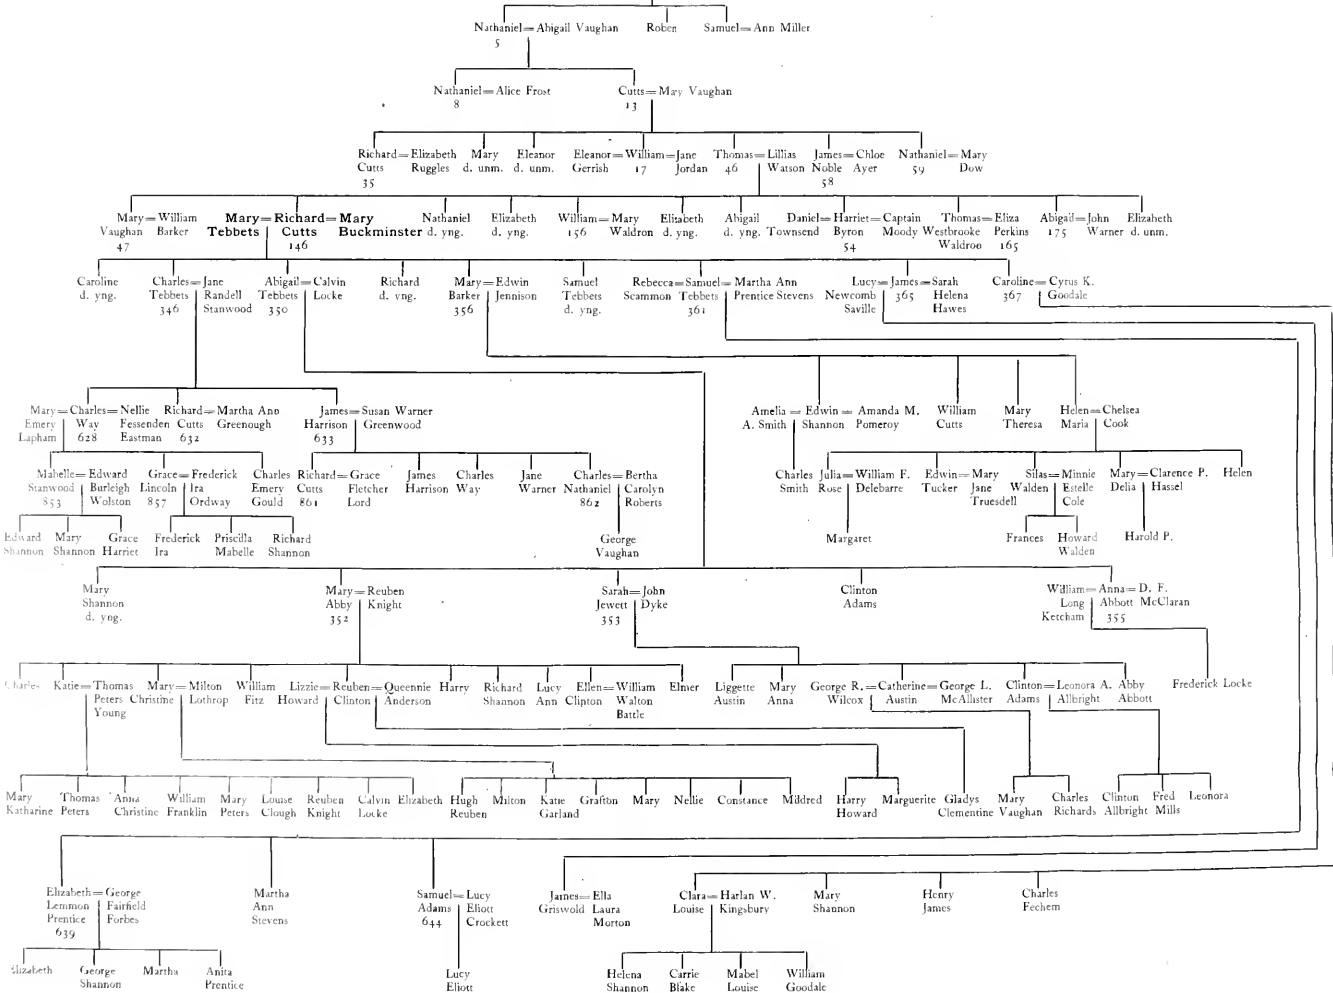 Nathaniel = Abigail Vaughan Roben Samuel = Ann Miller
5
Nathaniel = Alice Frost Cutts = May Vaughan
8 13
Richard = Elizabeth Mary Eleanor Eleanor = William = Jane Thomas = Lillias James = Chloe Nathaniel = Mary
Cutts Ruggles d. unm. d. unm. Gerrish 17 Jordan 46 Watson Noble Ayer 59 Dow
35 58
Mary = William Mary = Richard = Mary Nathaniel Elizabeth William = Mary Elizabeth Abigail Daniel = Harriet = Captain Thomas = Eliza Abigail = John Elizabeth
Vaughan Barker Tebbets Cutts Buckminster d. yng. d. yng. 156 Waldron d. yng. d. yng. Townsend Byron Moody Westbrooke Perkins 175 Warner d. unm.
47 146 54 Waldroo 165
Caroline Charles = Jane Abigail = Calvin Richard Mary = Edwin Samuel Rebecca = Samuel = Martha Ann Lucy = James = Sarah Caroline = Cyrus K.
d. yng. Tebbets Randell Tebbets Locke d. yng. Barker Jennison Tebbets Scammon Tebbets Prentice Stevens Newcomb 365 Helena 367 Goodale
346 Stanwood 350 356 d. yng. 361 Saville Hawes
Mary = Charles = Nellie Richard = Martha Ann James = Susan Warner Amelia = Edwin = Amanda M. William Mary Helen = Chelsea
Emery Way Fessenden Cutts Greenough Harrison Greenwood A. Smith Shannon Pomeroy Cutts Theresa Maria Cook
Lapham 628 Eastman 632 633
Mabelle = Edward Grace = Frederick Charles Richard = Grace James Charles Jane Charles = Bertha Charles Julia = William F. Edwin = Mary Silas = Minnie Mary = Clarence P. Helen
Stanwood Burleigh Lincoln Ira Emery Cutts Fletcher Harrison Way Warner Nathaniel Carolyn Smith Rose Delebarre Tucker Jane Walden Estelle Delia Hassel
853 Wolston 857 Ordway Gould 861 Lord 862 Roberts Truesdell Cole
Edward Mary Grace Frederick Priscilla Richard George Margaret Frances Howard Harold P.
Shannon Shannon Harriet Ira Mabelle Shannon Vaughan Walden
Mary Mary = Reuben Sarah = John Clinton William = Anna = D. F.
Shannon Abby Knight Jewett Dyke Adams Long Abbott McClaran
d. yng. 352 353 Ketcham 355
Charles Katie = Thomas Mary = Milton William Lizzie = Reuben = Queennie Harry Richard Lucy Ellen = William Elmer Liggette Mary George R. = Catherine = George L. Clinton = Leonora A. Abby Frederick Locke
Peters Christine Lothrop Fitz Howard Clinton Anderson Shannon Ann Clipton Walton Austin Anna Wilcox Austin McAllister Adams Allbright Abbott
Young Battle
Mary Thomas Anna William Mary Louise Reuben Calvin Elizabeth Hugh Milton Katie Grafton Mary Nellie Constance Mildred Harry Marguerite Gladys Mary Charles Clinton Fred Leonora
Katharine Peters Christine Franklin Peters Clough Knight Locke Reuben Garland Howard Clementine Vaughan Richards Allbright Mills
Elizabeth = George Martha Samuel = Lucy James = Ella Clara = Harlan W. Mary Henry Charles
Lemmon Fairfield Ann Adams Eliott Griswold Laura Louise Kingsbury Shannon James Fechem
Prentice Forbes Stevens 644 Crockett Morton
639
Elizabeth George Martha Anita Lucy Helena Carrie Mabel William
Shannon Prentice Eliott Shannon Blake Louise Goodale